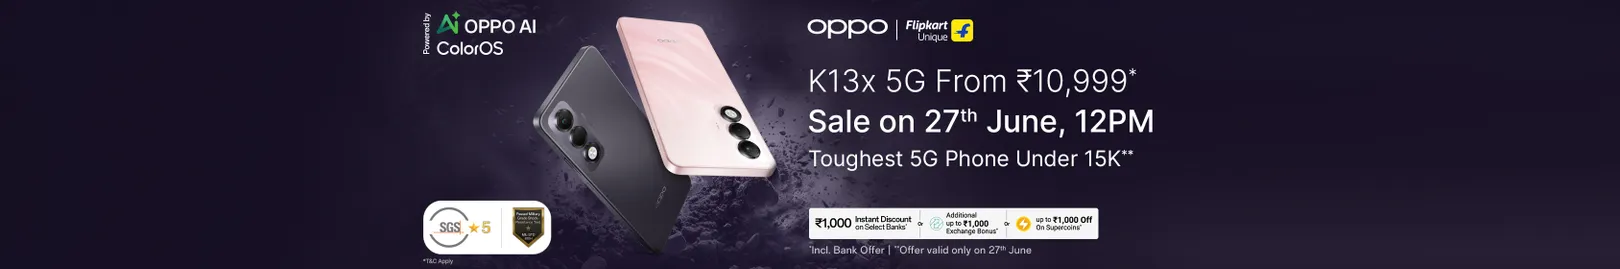 Powered by
Ai OPPO AI
ColorOS
oppo
oppo
oppo | Flipkart
Unique
K13x 5G From ₹10,999*
Sale on 27th June, 12PM
Toughest 5G Phone Under 15K**
₹1,000 Instant Discount
on Select Banks*
or
Additional
up to ₹1,000
Exchange Bonus*
or
up to ₹1,000 Off
On Supercoins*
*Incl. Bank Offer | **Offer valid only on 27th June
SGS ★5
*T&C Apply